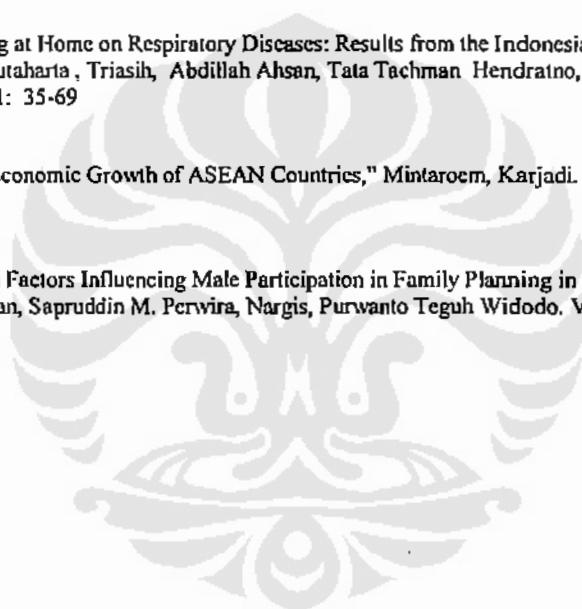 g at Home on Respiratory Diseases: Results from the Indonesia
utaharta , Triasih, Abdillah Ahsan, Tata Tachman Hendratno,
l: 35-69
conomic Growth of ASEAN Countries," Mintaroem, Karjadi.
Factors Influencing Male Participation in Family Planning in
an, Sapruddin M. Perwira, Nargis, Purwanto Teguh Widodo. V